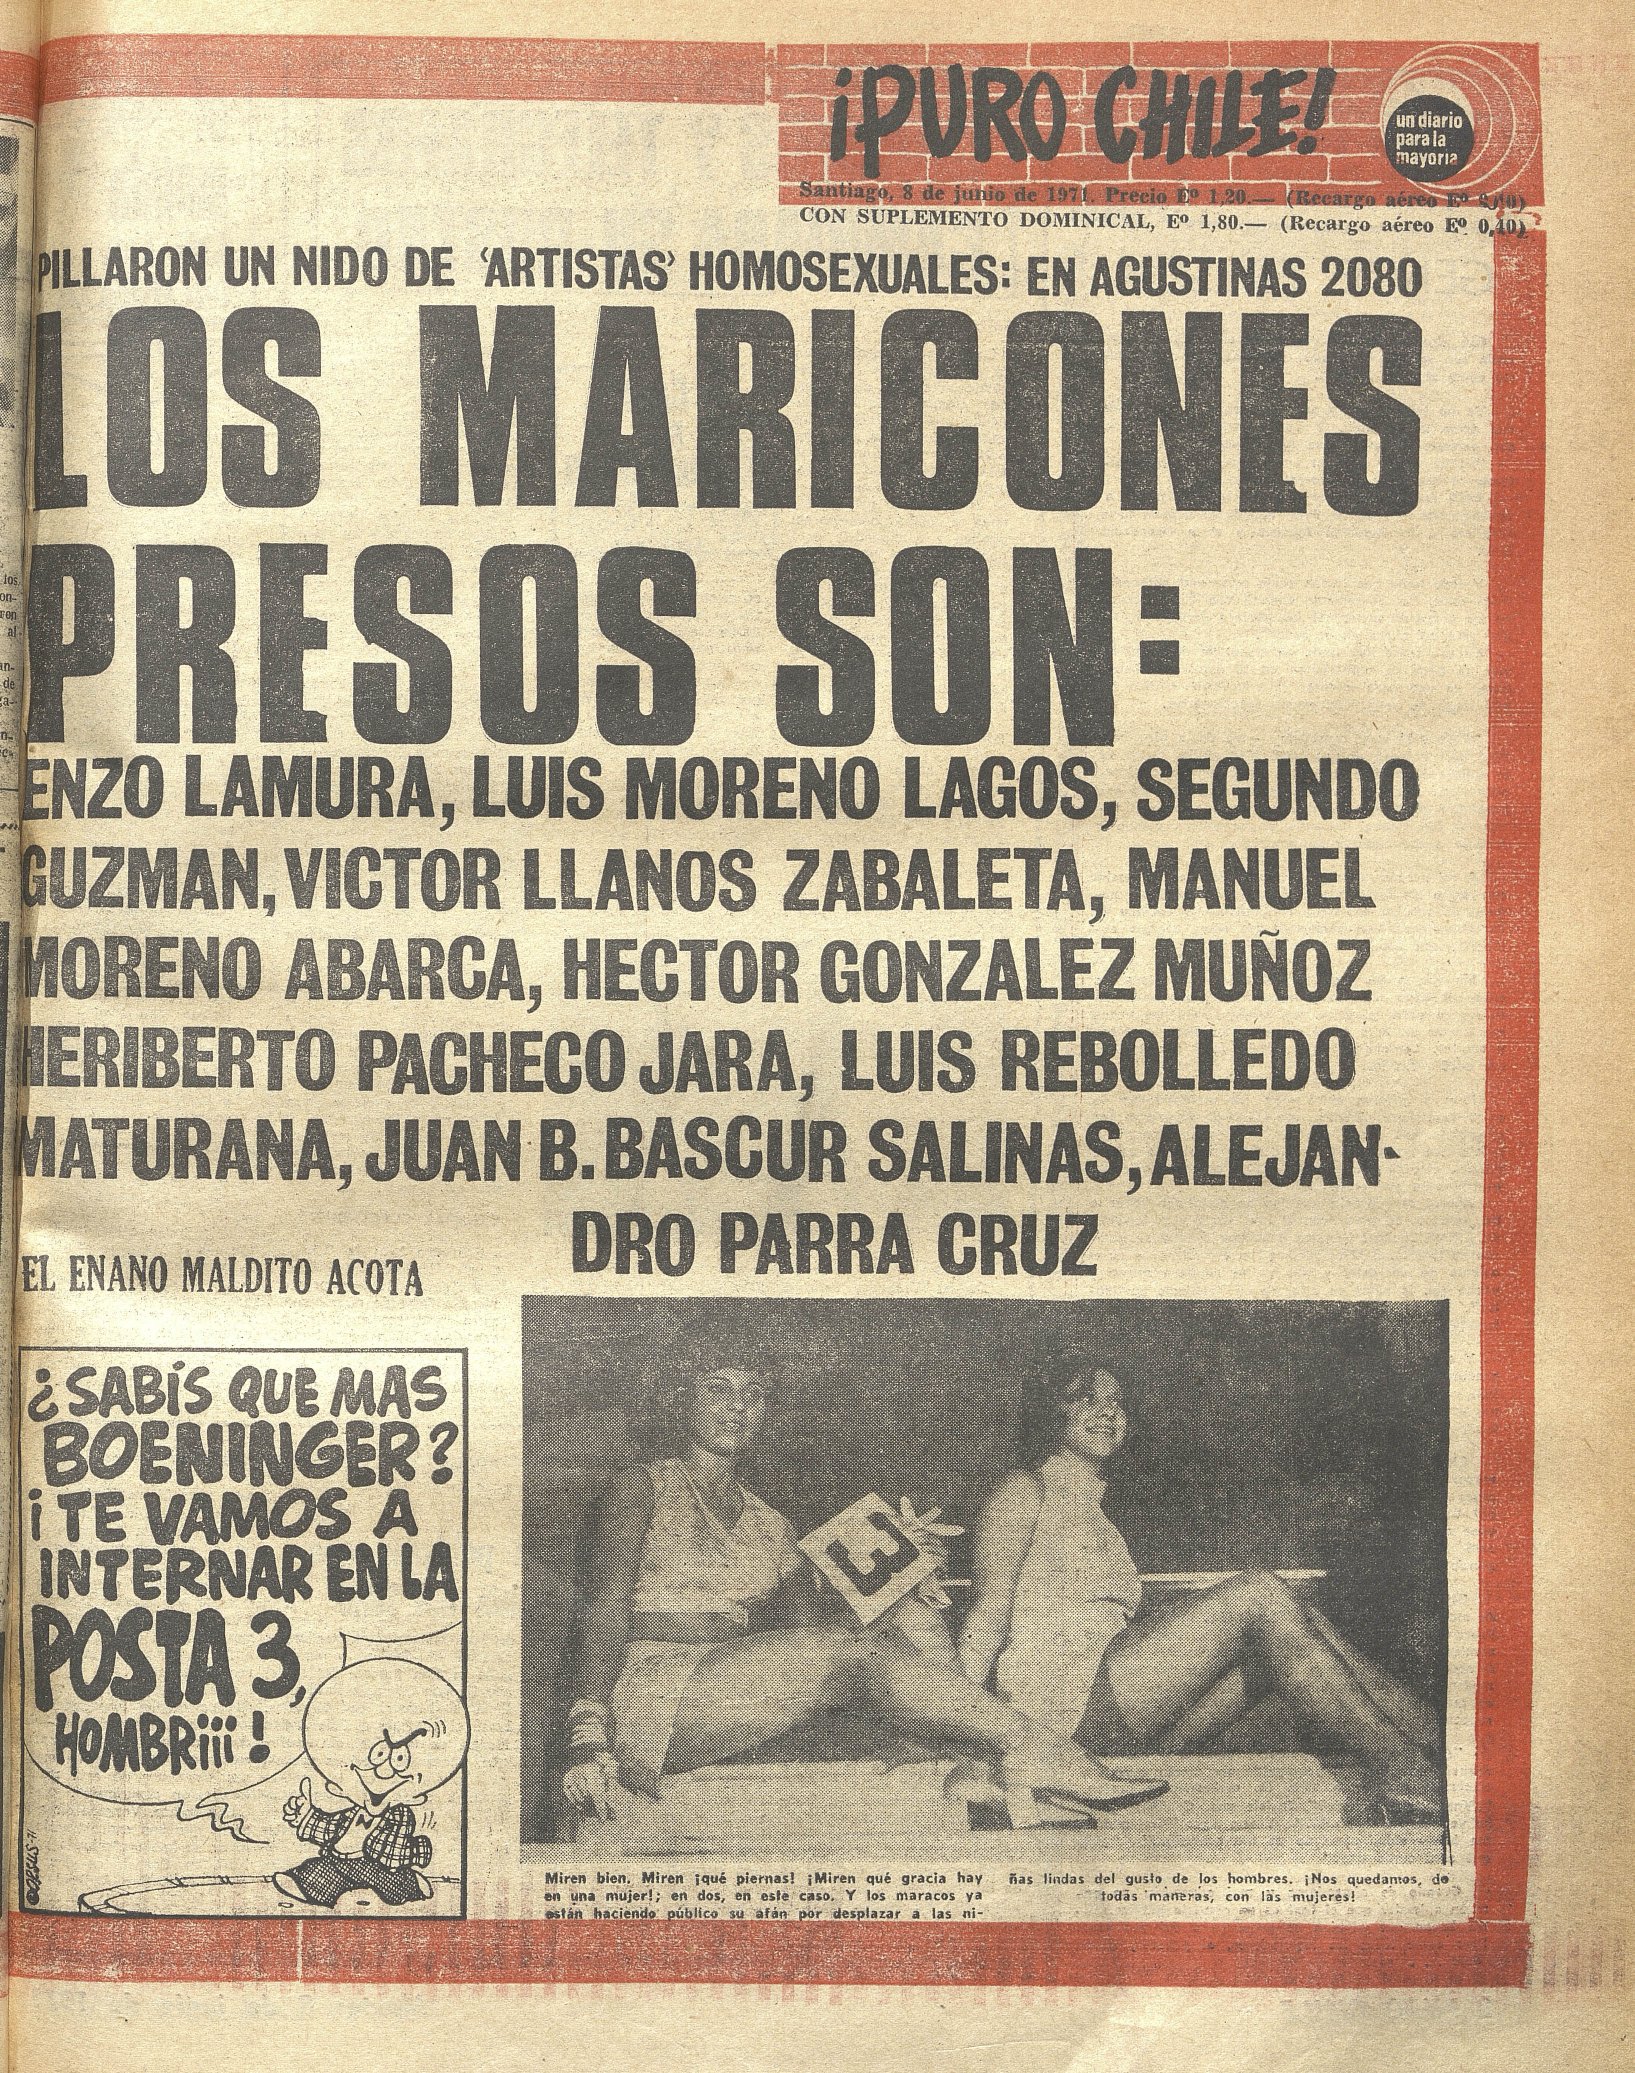 ¡PURO CHILE!
un diario
para la
mayoria
Santiago, 8 de junio de 1971. Precio Eº 1,20.— (Recargo aéreo Eº
CON SUPLEMENTO DOMINICAL, Eº 1,80.— (Recargo aéreo Eº 0,40)
PILLARON UN NIDO DE 'ARTISTAS' HOMOSEXUALES: EN AGUSTINAS 2080
LOS MARICONES
PRESOS SON:
ENZO LAMURA, LUIS MORENO LAGOS, SEGUNDO
GUZMAN, VICTOR LLANOS ZABALETA, MANUEL
MORENO ABARCA, HECTOR GONZALEZ MUÑOZ
HERIBERTO PACHECO JARA, LUIS REBOLLEDO
MATURANA, JUAN B. BASCUR SALINAS, ALEJAN-
DRO PARRA CRUZ
EL ENANO MALDITO ACOTA
¿SABÍS QUE MAS
BOENINGER?
¡TE VAMOS A
INTERNAR EN LA
POSTA 3,
HOMBRiii!
ORSUS-71
3
Miren bien. Miren ¡qué piernas! ¡Miren qué gracia hay
en una mujer!; en dos, en este caso. Y los maracos ya
están haciendo público su afán por desplazar a las ni-
ñas lindas del gusto de los hombres. ¡Nos quedamos, de
todas maneras, con las mujeres!